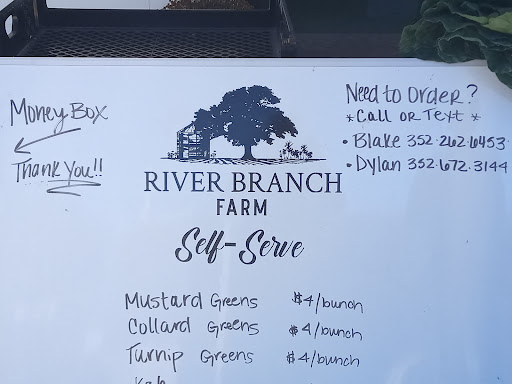 Money Box
Thank You!!
Need to Order?
*Call or Text*
• Blake 352.262.6453
• Dylan 352.672.3144
RIVER BRANCH
FARM
Self-Serve
Mustard Greens $4/bunch
Collard Greens $4/bunch
Turnip Greens $4/bunch